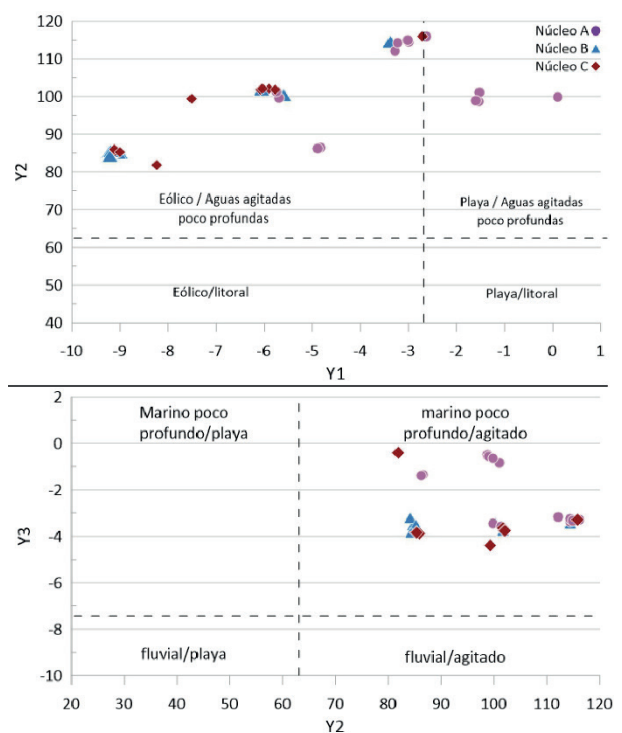 120
110
100
90
80
70
60
50
40
Y2
Núcleo A
Núcleo B
Núcleo C
Eólico / Aguas agitadas
poco profundas
Playa / Aguas agitadas
poco profundas
Eólico/litoral
Playa/litoral
-10 -9 -8 -7 -6 -5 -4 -3 -2 -1 0 1
Y1
2
0
-2
-4
-6
-8
-10
Y3
Marino poco
profundo/playa
marino poco
profundo/agitado
fluvial/playa
fluvial/agitado
20 30 40 50 60 70 80 90 100 110 120
Y2